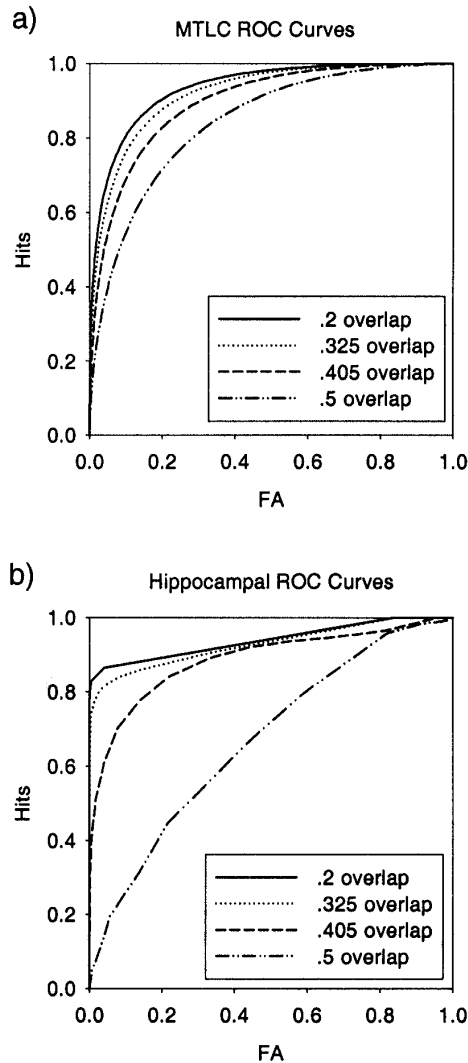 a)
MTLC ROC Curves
1.0
0.8
0.6
0.4
0.2
0.0
Hits
.2 overlap
.325 overlap
.405 overlap
.5 overlap
0.0 0.2 0.4 0.6 0.8 1.0
FA
b)
Hippocampal ROC Curves
1.0
0.8
0.6
0.4
0.2
0.0
Hits
.2 overlap
.325 overlap
.405 overlap
.5 overlap
0.0 0.2 0.4 0.6 0.8 1.0
FA